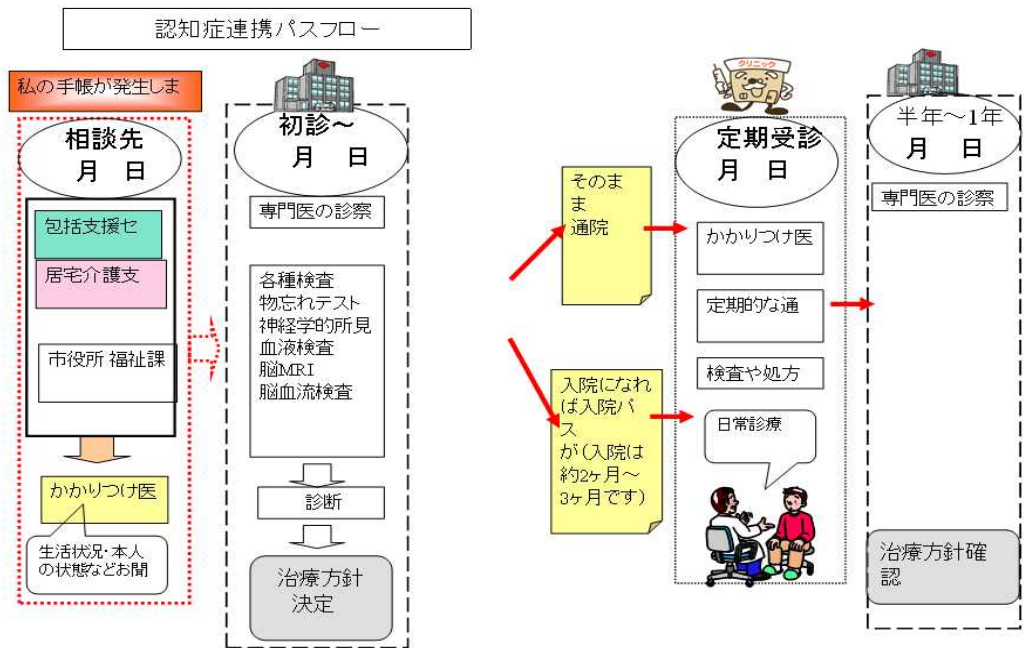 認知症連携パスフロー
私の手帳が発生しま
相談先
月 日
包括支援セ
居宅介護支
市役所 福祉課
かかりつけ医
生活状況・本人
の状態などお聞
初診～
月 日
専門医の診察
各種検査
物忘れテスト
神経学的所見
血液検査
脳MRI
脳血流検査
診断
治療方針
決定
そのま
ま
通院
入院になれ
ば入院パ
ス
が(入院は
約2ヶ月～
3ヶ月です)
クリニック
定期受診
月 日
かかりつけ医
定期的な通
検査や処方
日常診療
半年～1年
月 日
専門医の診察
治療方針確
認